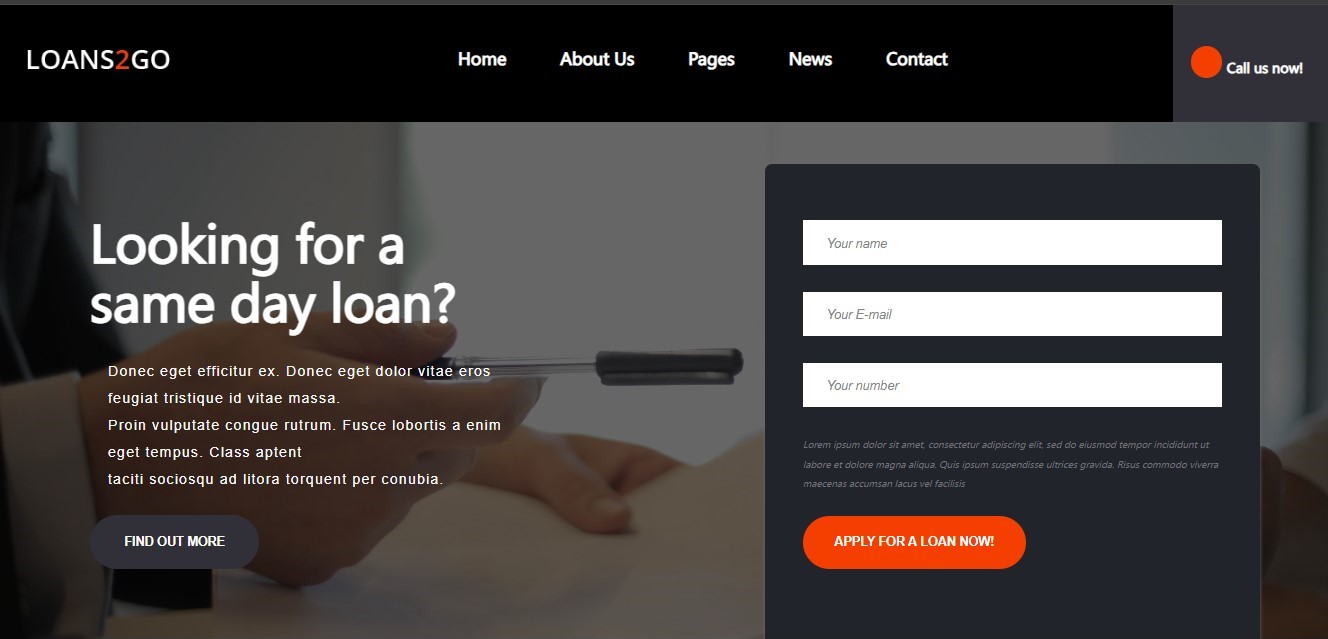 LOANS2GO
Home
About Us
Pages
News
Contact
Call us now!
Looking for a
same day loan?
Donec eget efficitur ex. Donec eget dolor vitae eros
feugiat tristique id vitae massa.
Proin vulputate congue rutrum. Fusce lobortis a enim
eget tempus. Class aptent
taciti sociosqu ad litora torquent per conubia.
FIND OUT MORE
Your name
Your E-mail
Your number
Lorem ipsum dolor sit amet, consectetur adipiscing elit, sed do eiusmod tempor incididunt ut
labore et dolore magna aliqua. Quis ipsum suspendisse ultrices gravida. Risus commodo viverra
maecenas accumsan lacus vel facilisis
APPLY FOR A LOAN NOW!